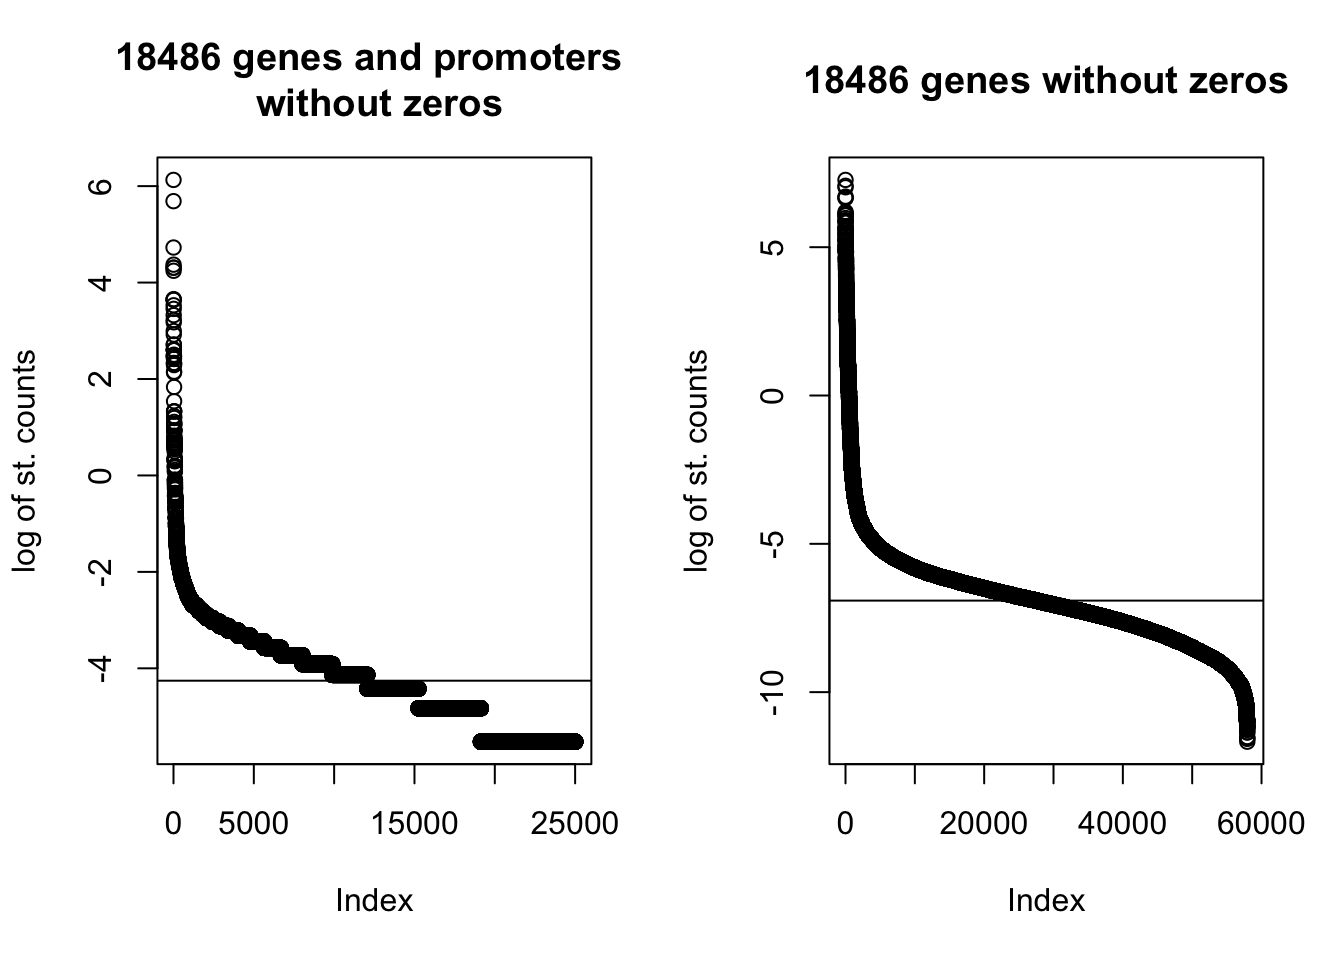 18486 genes and promoters
without zeros
log of st. counts
6
4
2
0
-2
-4
0 5000 15000 25000
Index
18486 genes without zeros
log of st. counts
5
0
-5
-10
0 20000 40000 60000
Index